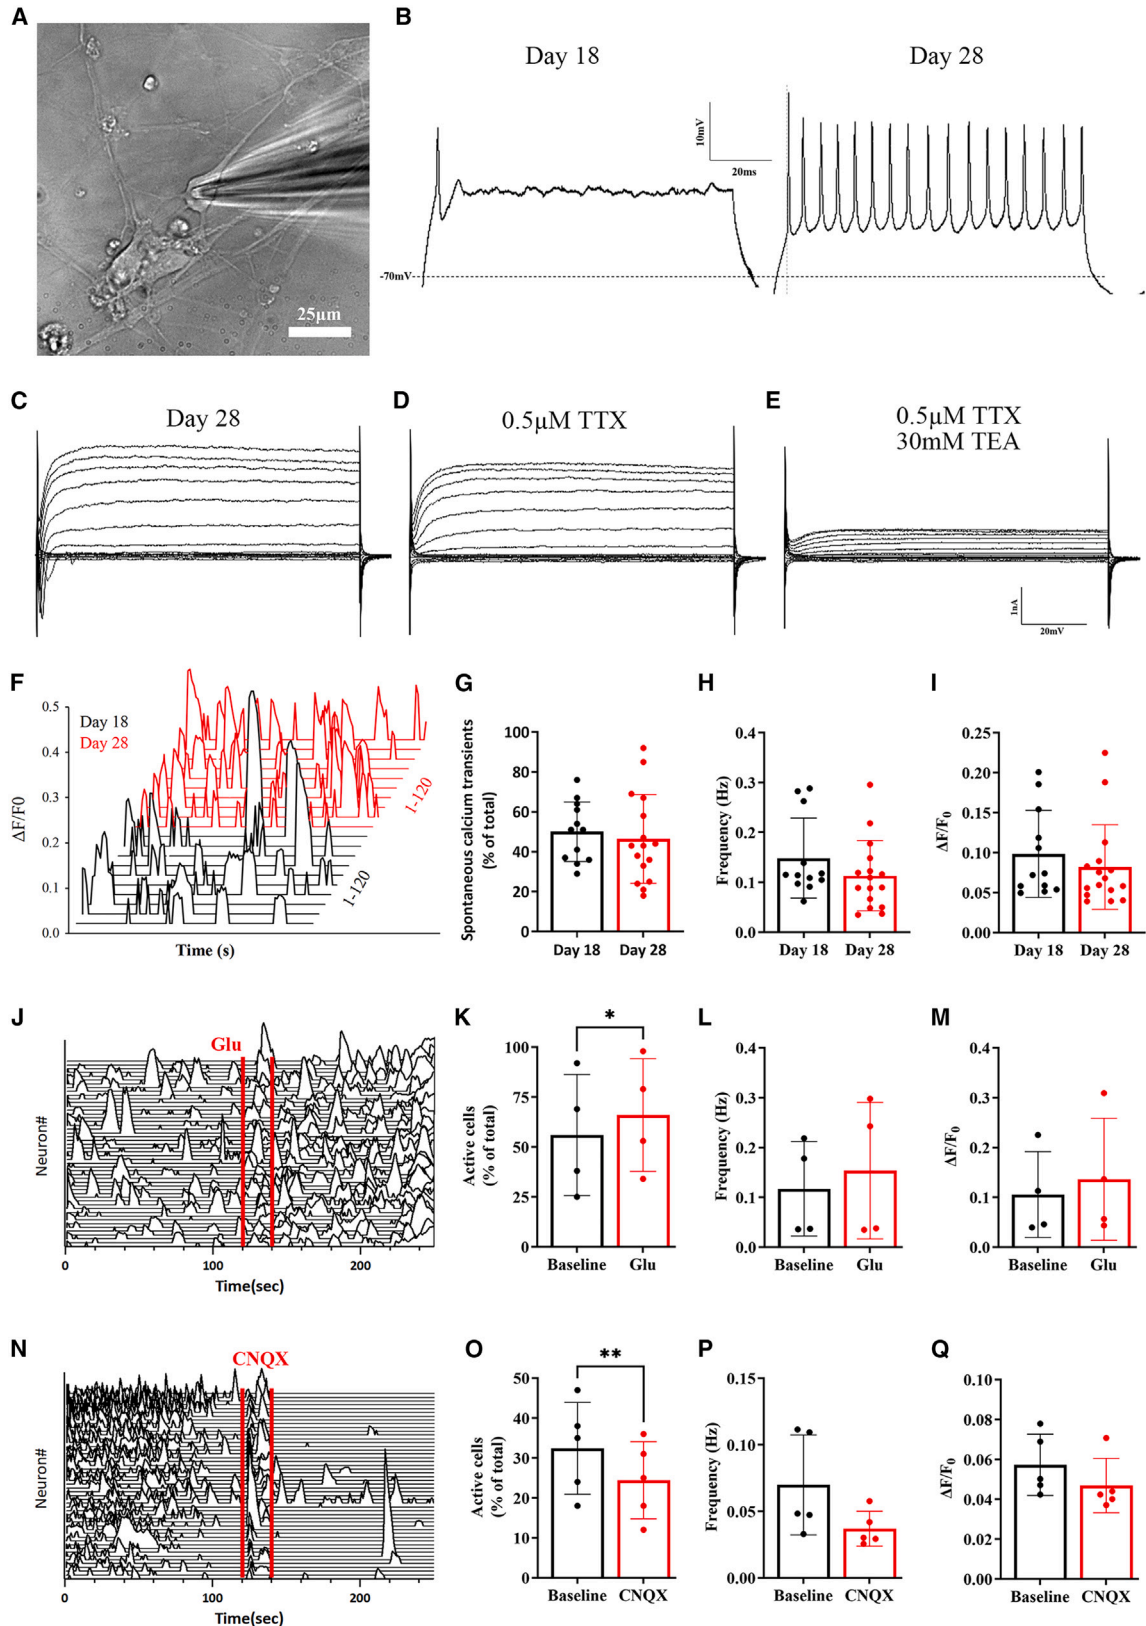 A
25µm
B
Day 18
Day 28
10mV
20ms
-70mV
C
Day 28
D
0.5µM TTX
E
0.5µM TTX
30mM TEA
1nA
20mV
F
0.5
0.4
0.3
0.2
0.1
0.0
ΔF/F0
Day 18
Day 28
1-120
1-120
Time (s)
G
Spontaneous calcium transients
(% of total)
100
80
60
40
20
0
Day 18
Day 28
H
Frequency (Hz)
0.4
0.3
0.2
0.1
0.0
Day 18
Day 28
I
ΔF/F₀
0.25
0.20
0.15
0.10
0.05
0.00
Day 18
Day 28
J
Glu
Neuron#
0
100
200
Time(sec)
K
*
Active cells
(% of total)
100
75
50
25
0
Baseline
Glu
L
Frequency (Hz)
0.4
0.3
0.2
0.1
0.0
Baseline
Glu
M
ΔF/F₀
0.4
0.3
0.2
0.1
0.0
Baseline
Glu
N
CNQX
Neuron#
0
100
200
Time(sec)
O
**
Active cells
(% of total)
50
40
30
20
10
0
Baseline
CNQX
P
Frequency (Hz)
0.15
0.10
0.05
0.00
Baseline
CNQX
Q
ΔF/F₀
0.10
0.08
0.06
0.04
0.02
0.00
Baseline
CNQX